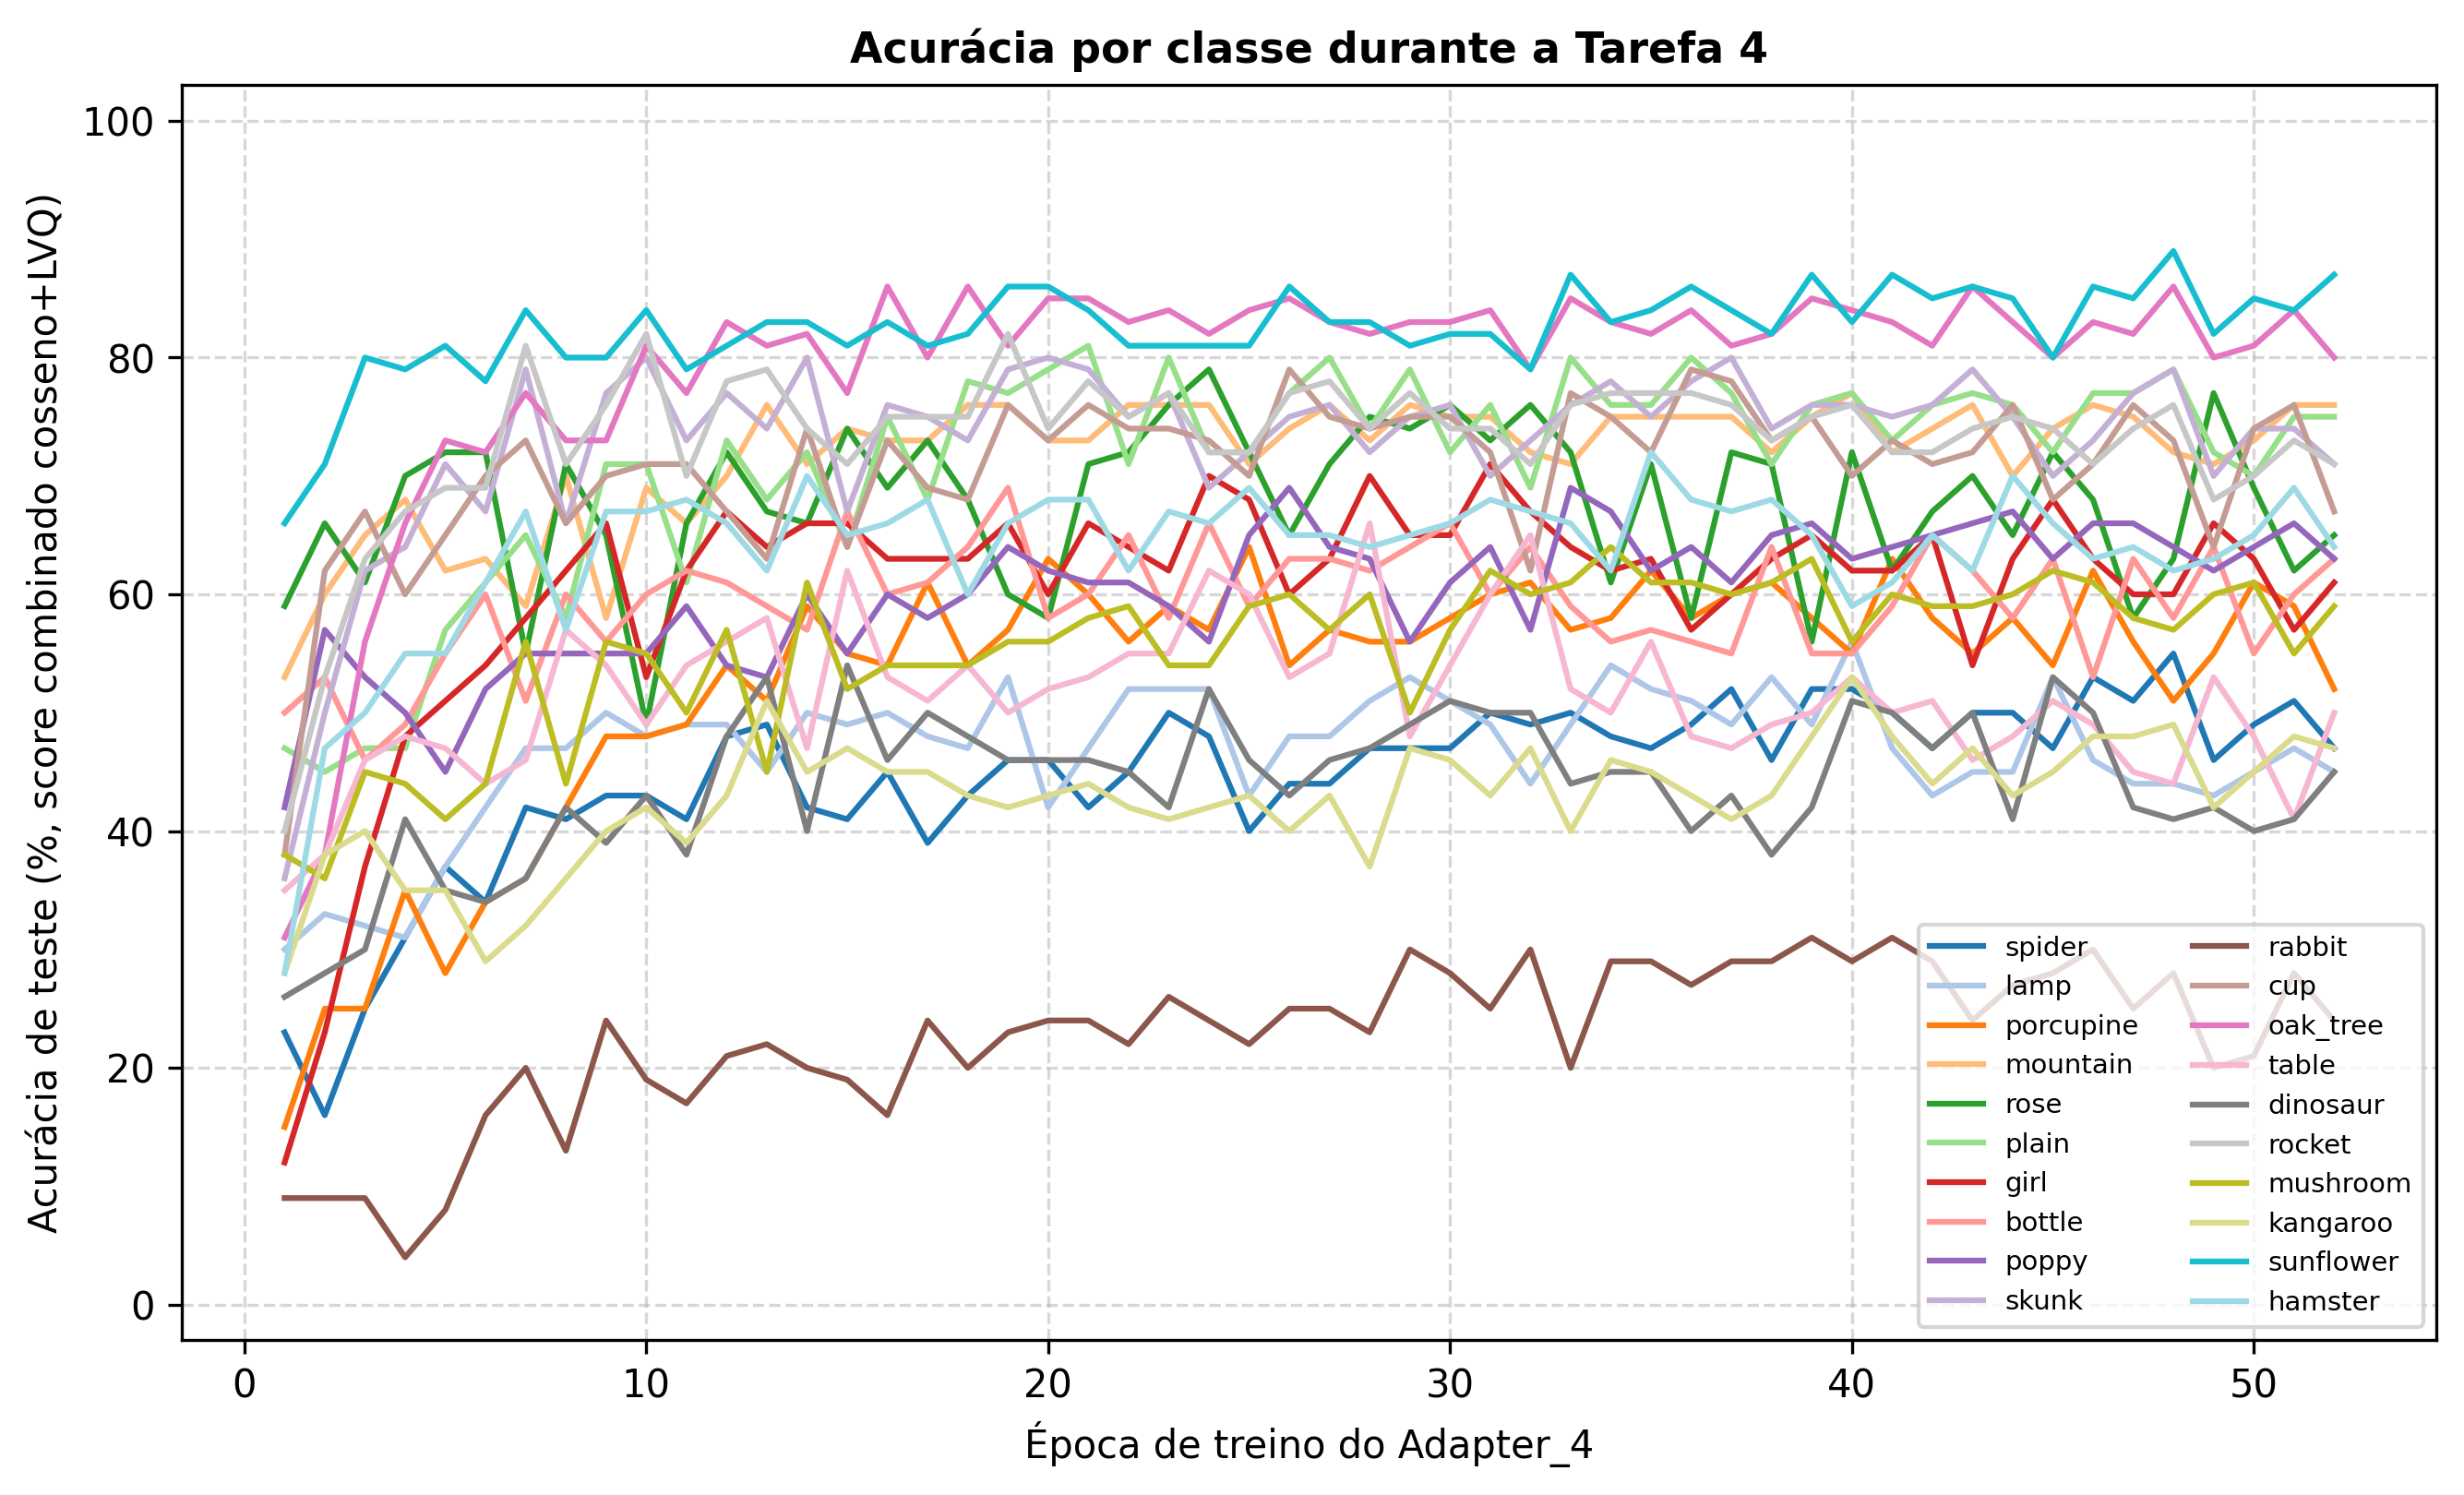 Acurácia por classe durante a Tarefa 4
Acurácia de teste (%, score combinado cosseno+LVQ)
100
80
60
40
20
0
0 10 20 30 40 50
Época de treino do Adapter_4
spider
lamp
porcupine
mountain
rose
plain
girl
bottle
poppy
skunk
rabbit
cup
oak_tree
table
dinosaur
rocket
mushroom
kangaroo
sunflower
hamster